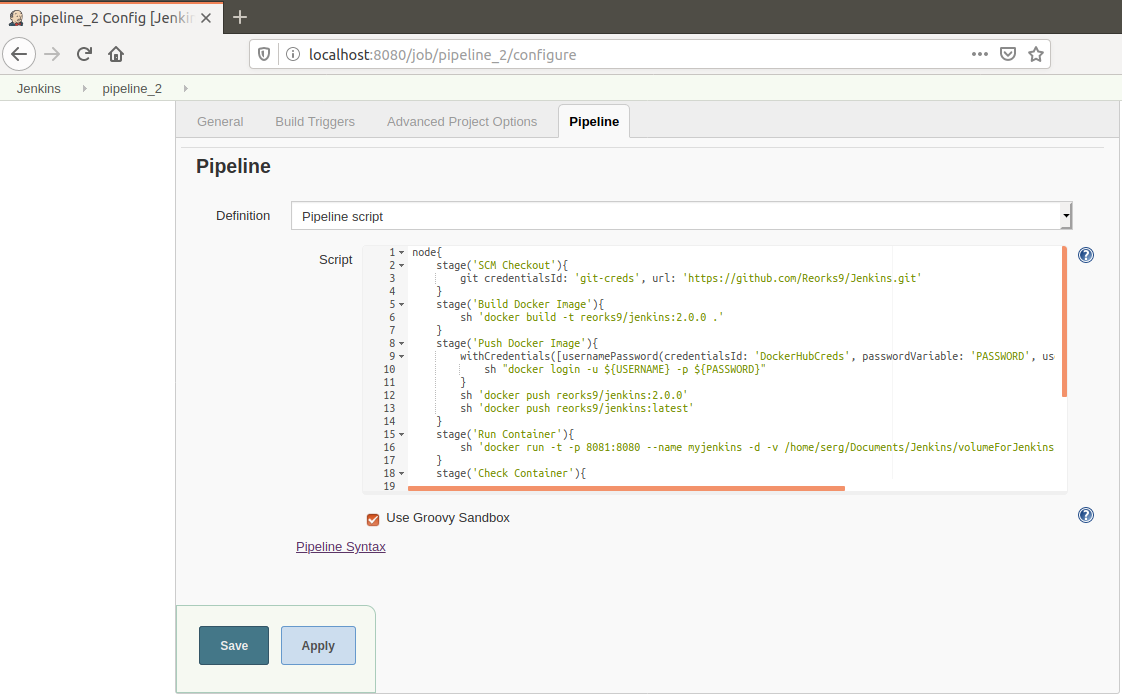 pipeline_2 Config [Jenkin
localhost:8080/job/pipeline_2/configure
Jenkins pipeline_2
General Build Triggers Advanced Project Options Pipeline
Pipeline
Definition Pipeline script
Script
1 node{
2 stage('SCM Checkout'){
3 git credentialsId: 'git-creds', url: 'https://github.com/Reorks9/Jenkins.git'
4 }
5 stage('Build Docker Image'){
6 sh 'docker build -t reorks9/jenkins:2.0.0 .'
7 }
8 stage('Push Docker Image'){
9 withCredentials([usernamePassword(credentialsId: 'DockerHubCreds', passwordVariable: 'PASSWORD', us
10 sh "docker login -u ${USERNAME} -p ${PASSWORD}"
11 }
12 sh 'docker push reorks9/jenkins:2.0.0'
13 sh 'docker push reorks9/jenkins:latest'
14 }
15 stage('Run Container'){
16 sh 'docker run -t -p 8081:8080 --name myjenkins -d -v /home/serg/Documents/Jenkins/volumeForJenkins
17 }
18 stage('Check Container'){
19
Use Groovy Sandbox
Pipeline Syntax
Save Apply